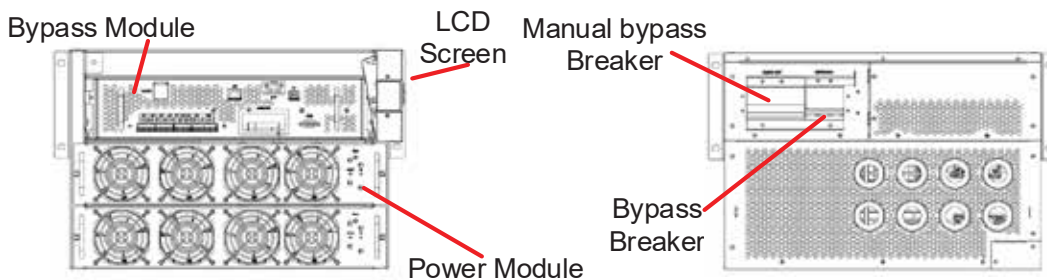 Bypass Module
LCD
Screen
Manual bypass
Breaker
Bypass
Breaker
Power Module